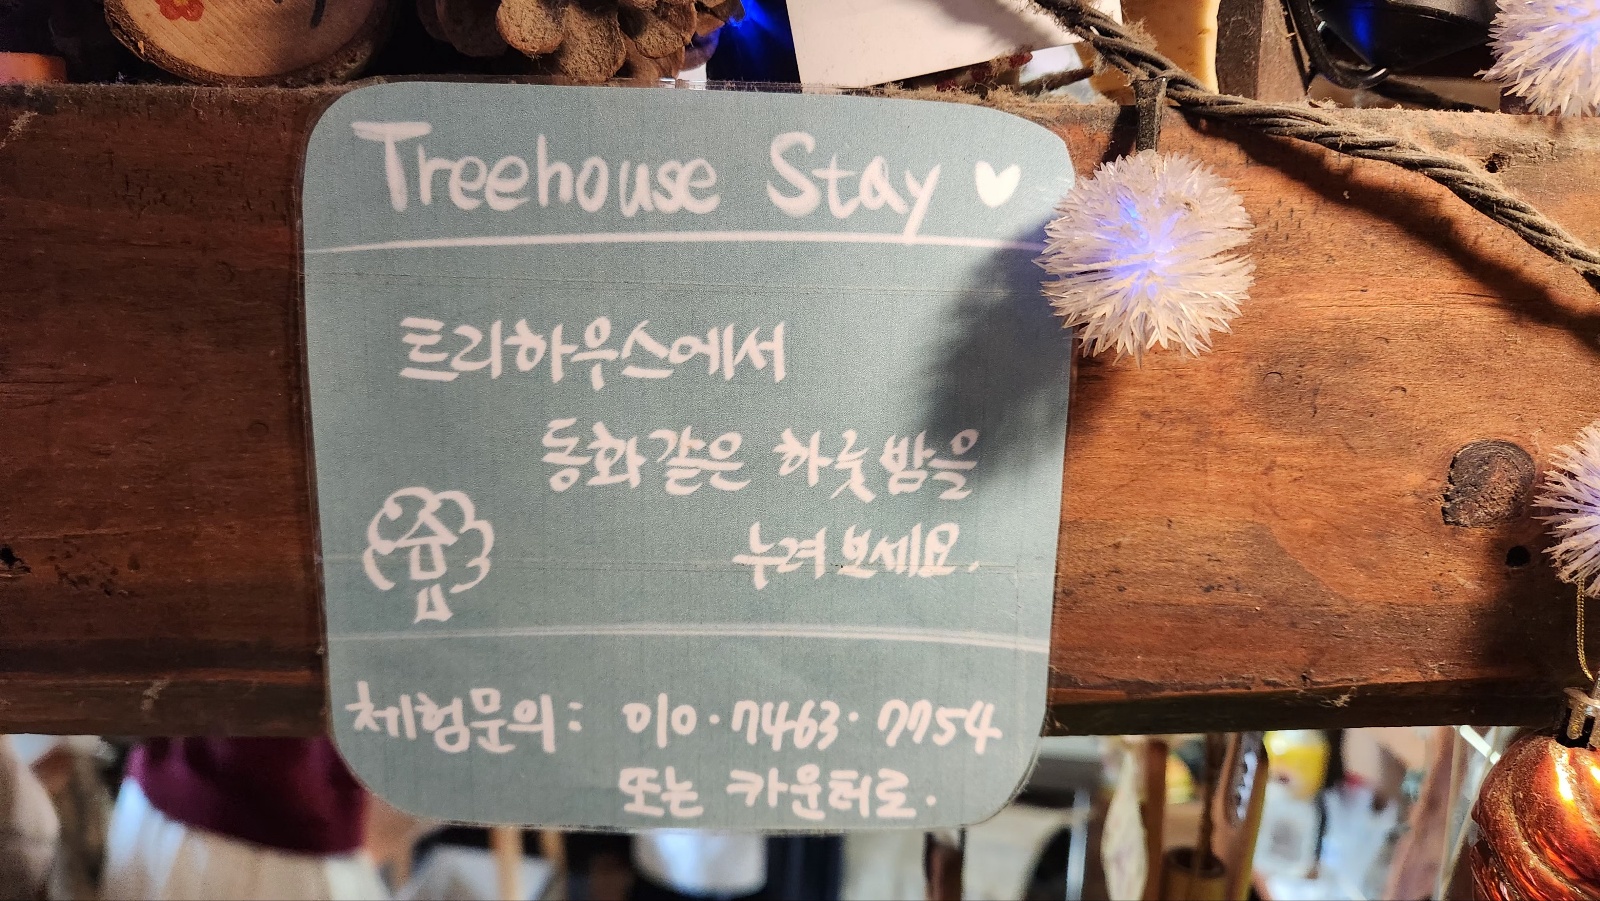 Treehouse Stay ♥
트리하우스에서
동화같은 하룻밤을
누려보세요.
체험문의: 010·7463·7754
또는 카운터로.